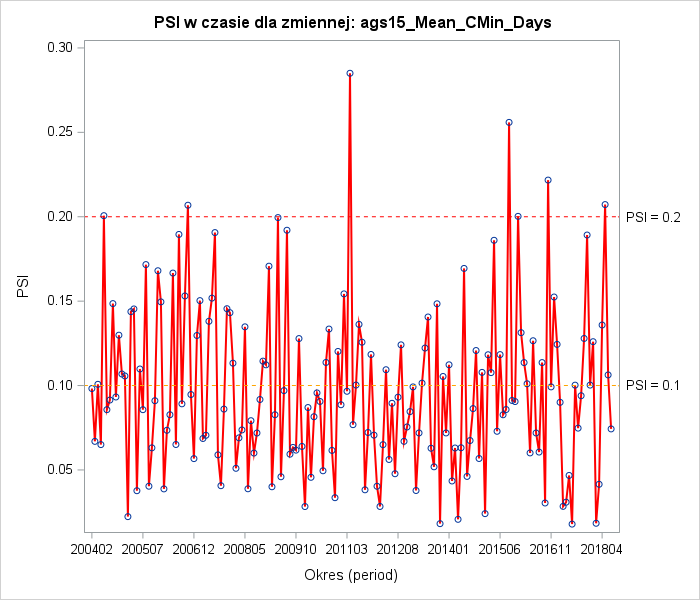 PSI w czasie dla zmiennej: ags15_Mean_CMin_Days
0.30
0.25
0.20
0.15
0.10
0.05
PSI
PSI = 0.2
PSI = 0.1
200402 200507 200612 200805 200910 201103 201208 201401 201506 201611 201804
Okres (period)